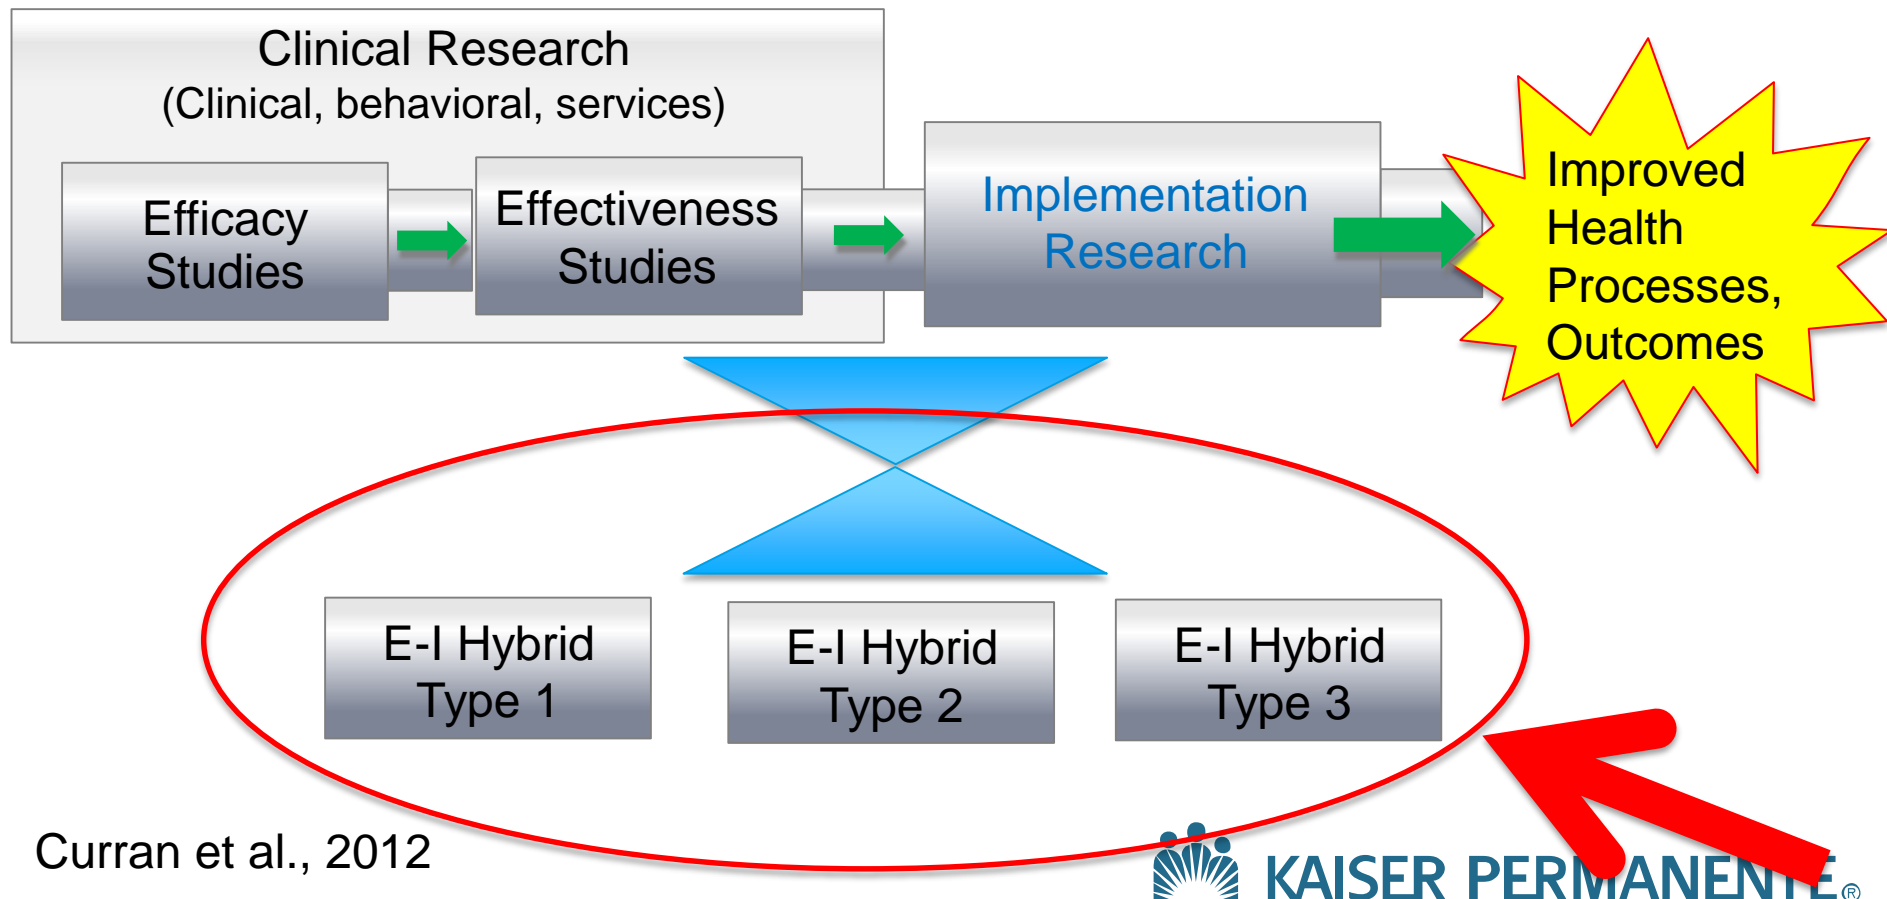 Clinical Research
(Clinical, behavioral, services)
Efficacy
Studies
Effectiveness
Studies
Implementation
Research
Improved
Health
Processes,
Outcomes
E-I Hybrid
Type 1
E-I Hybrid
Type 2
E-I Hybrid
Type 3
Curran et al., 2012
KAISER PERMANENTE®